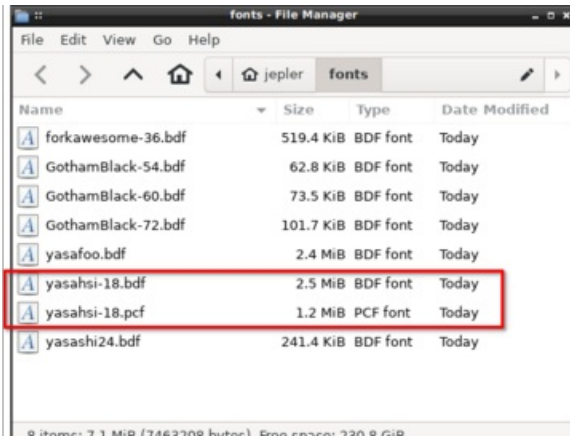 fonts - File Manager
File Edit View Go Help
jepler fonts
Name Size Type Date Modified
forkawesome-36.bdf 519.4 KiB BDF font Today
GothamBlack-54.bdf 62.8 KiB BDF font Today
GothamBlack-60.bdf 73.5 KiB BDF font Today
GothamBlack-72.bdf 101.7 KiB BDF font Today
yasafoo.bdf 2.4 MiB BDF font Today
yasahsi-18.bdf 2.5 MiB BDF font Today
yasahsi-18.pcf 1.2 MiB PCF font Today
yasashi24.bdf 241.4 KiB BDF font Today
8 items: 7.1 MiB (7463208 bytes), Free space: 230.8 GiB